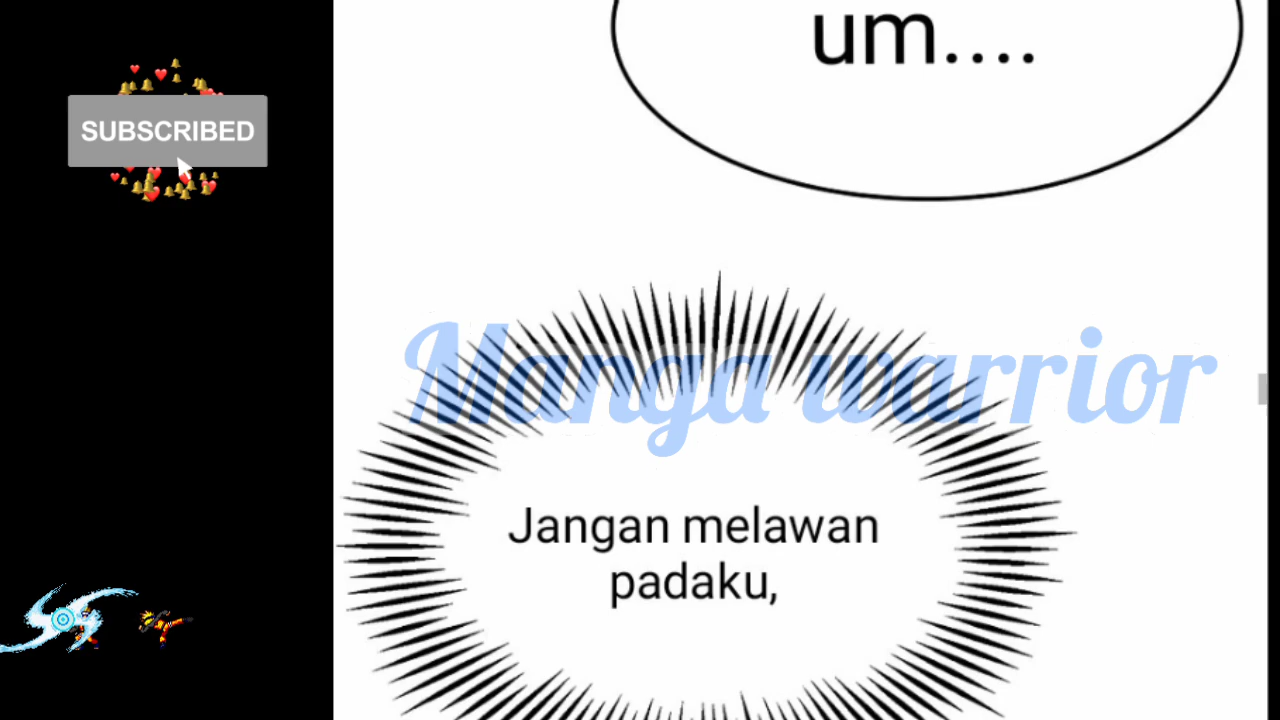 um....
SUBSCRIBED
Manga warrior
Jangan melawan
padaku,